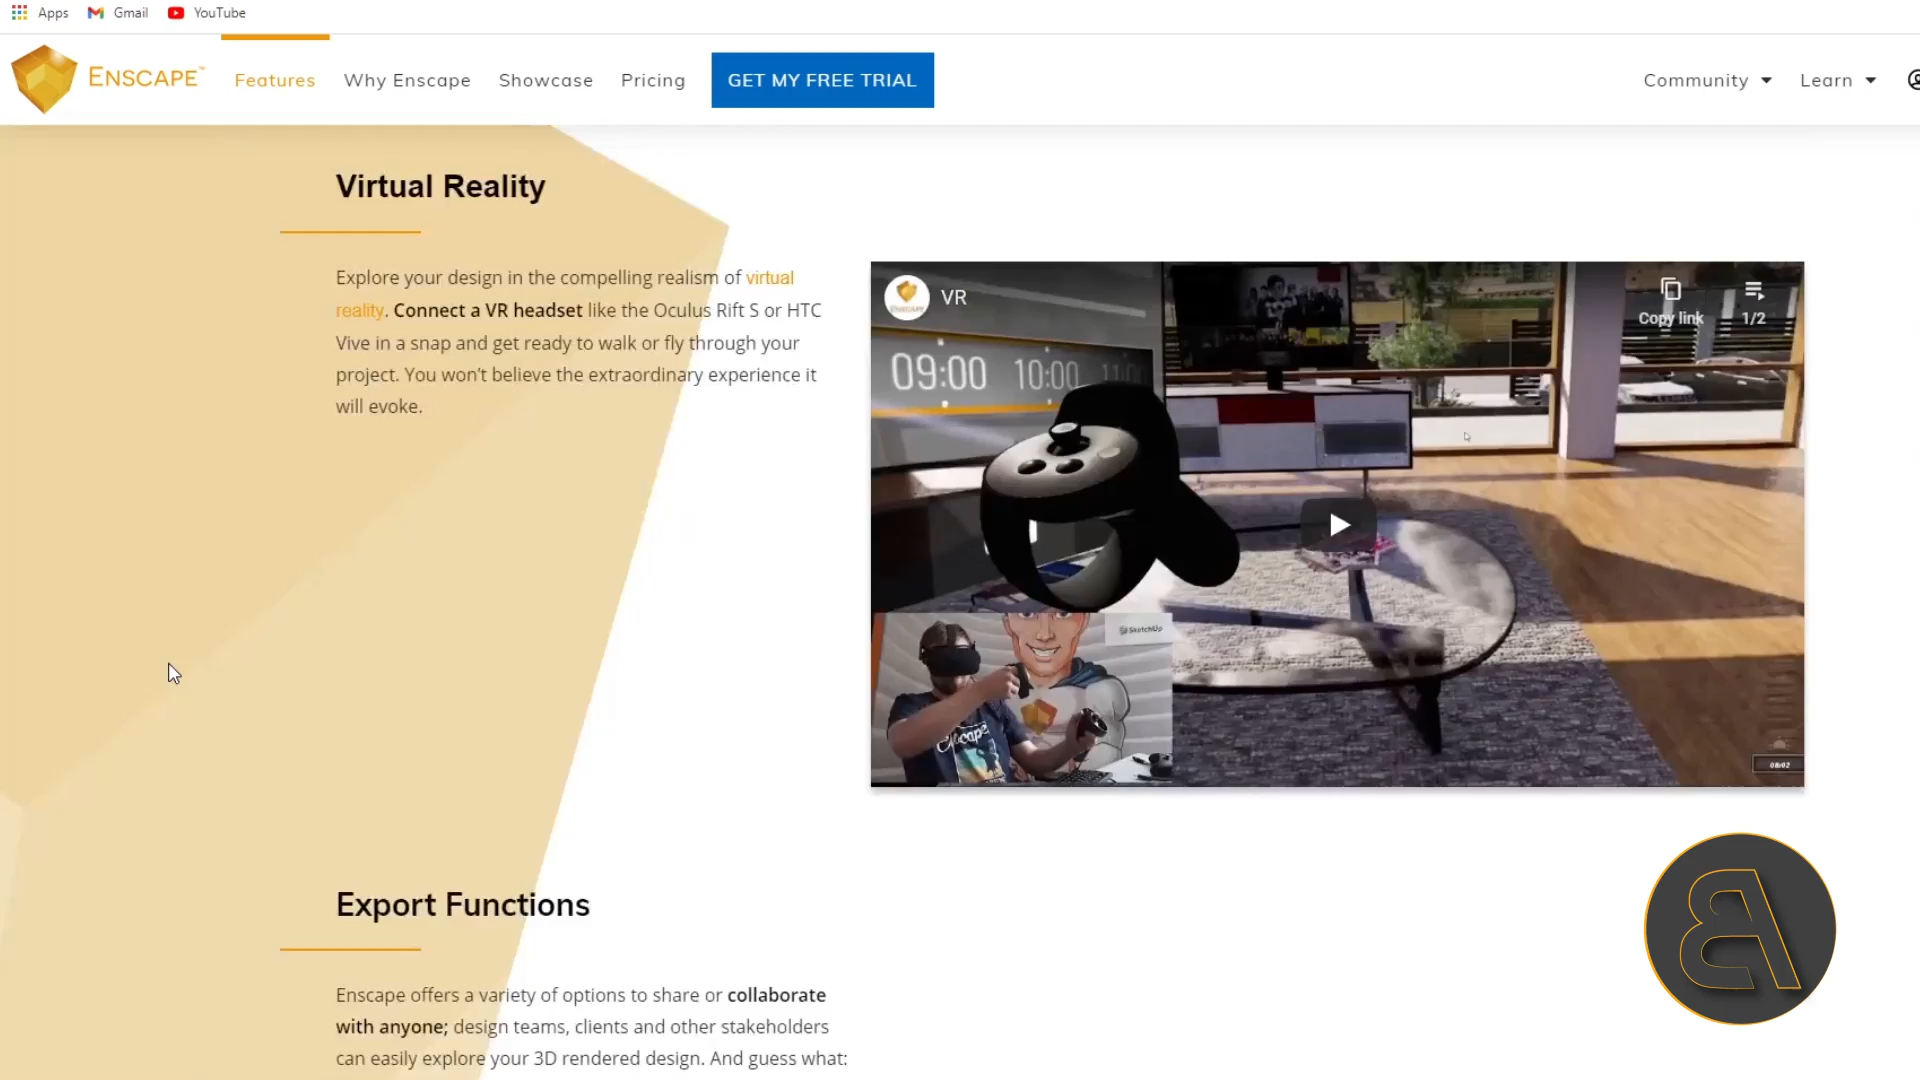 Apps Gmail YouTube
ENSCAPE™ Features Why Enscape Showcase Pricing GET MY FREE TRIAL Community Learn
Virtual Reality
Explore your design in the compelling realism of virtual
reality. Connect a VR headset like the Oculus Rift S or HTC
Vive in a snap and get ready to walk or fly through your
project. You won't believe the extraordinary experience it
will evoke.
VR
Copy link
1/2
09:00 10:00
SketchUp
Enscape
08:02
Export Functions
Enscape offers a variety of options to share or collaborate
with anyone; design teams, clients and other stakeholders
can easily explore your 3D rendered design. And guess what: